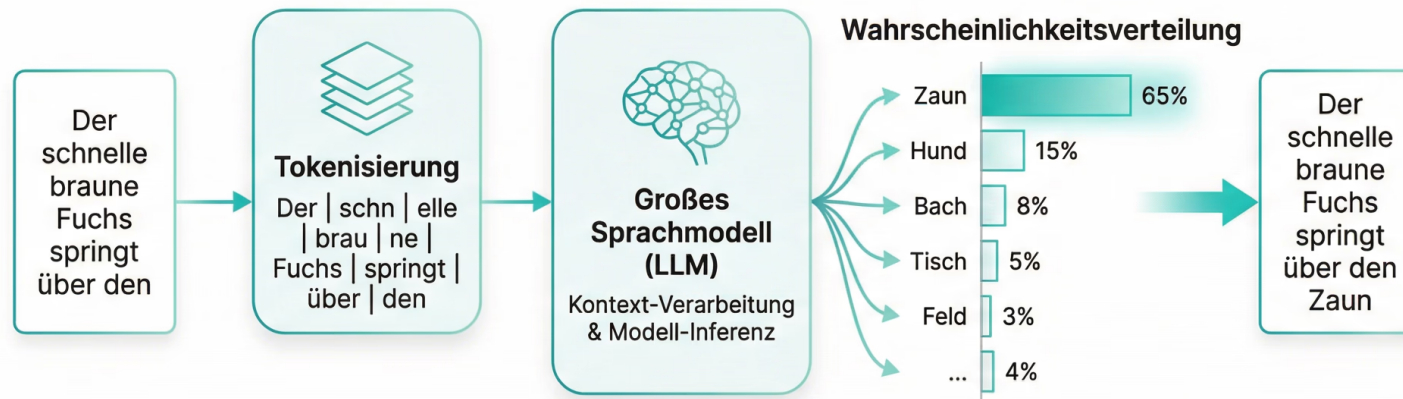 Der
schnelle
braune
Fuchs
springt
über den
Tokenisierung
Der | schn | elle
| brau | ne |
Fuchs | springt |
über | den
Großes
Sprachmodell
(LLM)
Kontext-Verarbeitung
& Modell-Inferenz
Wahrscheinlichkeitsverteilung
Zaun 65%
Hund 15%
Bach 8%
Tisch 5%
Feld 3%
... 4%
Der
schnelle
braune
Fuchs
springt
über den
Zaun